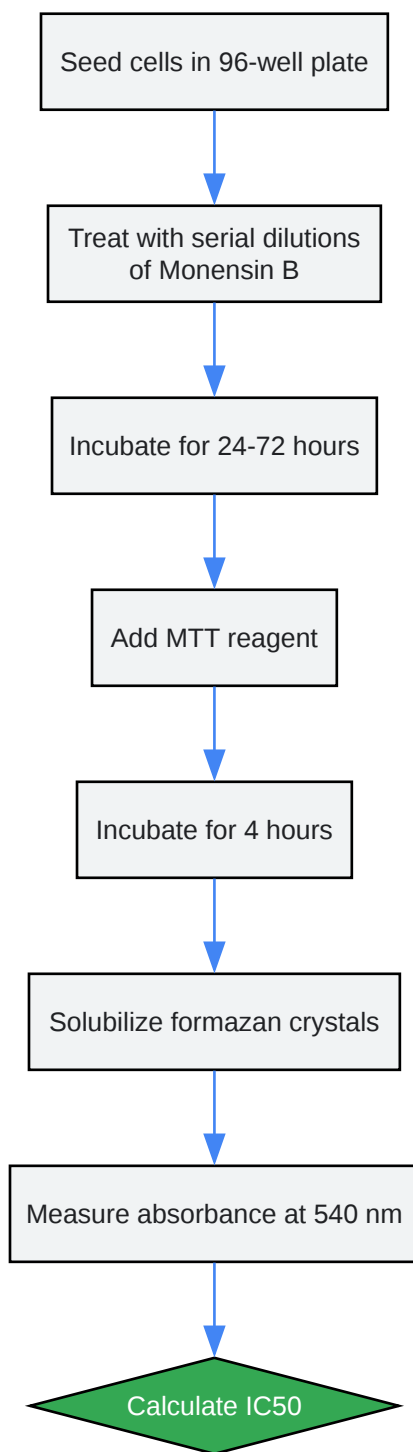 Seed cells in 96-well plate
Treat with serial dilutions
of Monensin B
Incubate for 24-72 hours
Add MTT reagent
Incubate for 4 hours
Solubilize formazan crystals
Measure absorbance at 540 nm
Calculate IC50